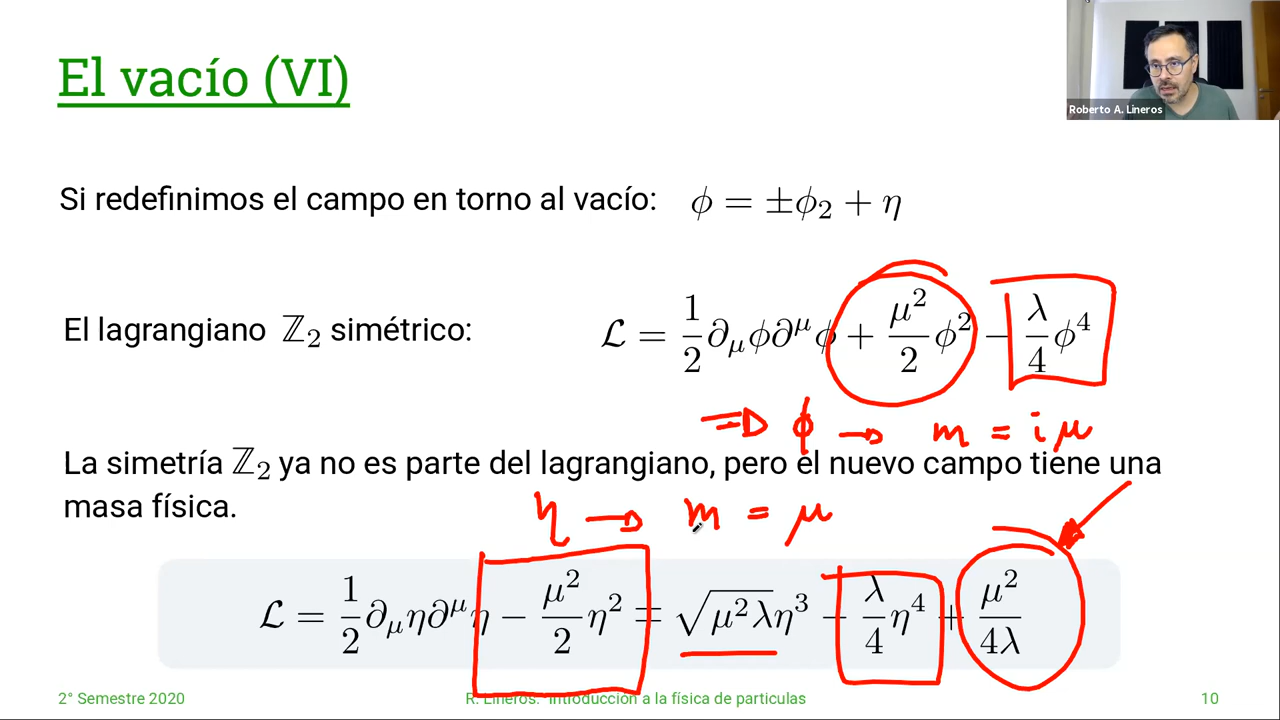 El vacío (VI)
Roberto A. Lineros
Si redefinimos el campo en torno al vacío: ϕ = ±ϕ₂ + η
El lagrangiano ℤ₂ simétrico: ℒ = 1/2 ∂_μϕ∂^μϕ + μ²/2 ϕ² − λ/4 ϕ⁴
⇒ ϕ → m = iμ
La simetría ℤ₂ ya no es parte del lagrangiano, pero el nuevo campo tiene una
masa física.
η → m = μ
ℒ = 1/2 ∂_μη∂^μη − μ²/2 η² ∓ √(μ²λ)η³ − λ/4 η⁴ + μ²/4λ
2° Semestre 2020
R. Lineros. Introducción a la física de particulas
10